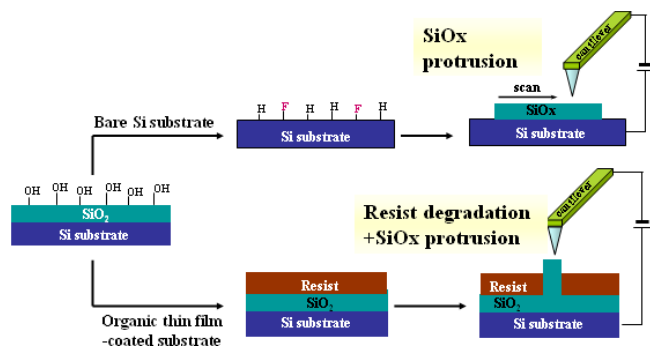 SiOx
protrusion
cantilever
scan
SiOx
Si substrate
H F H H F H
Si substrate
Bare Si substrate
OH OH OH OH OH OH
SiO2
Si substrate
Resist degradation
+SiOx protrusion
cantilever
Resist
SiO2
Si substrate
Organic thin film
-coated substrate
Resist
SiO2
Si substrate